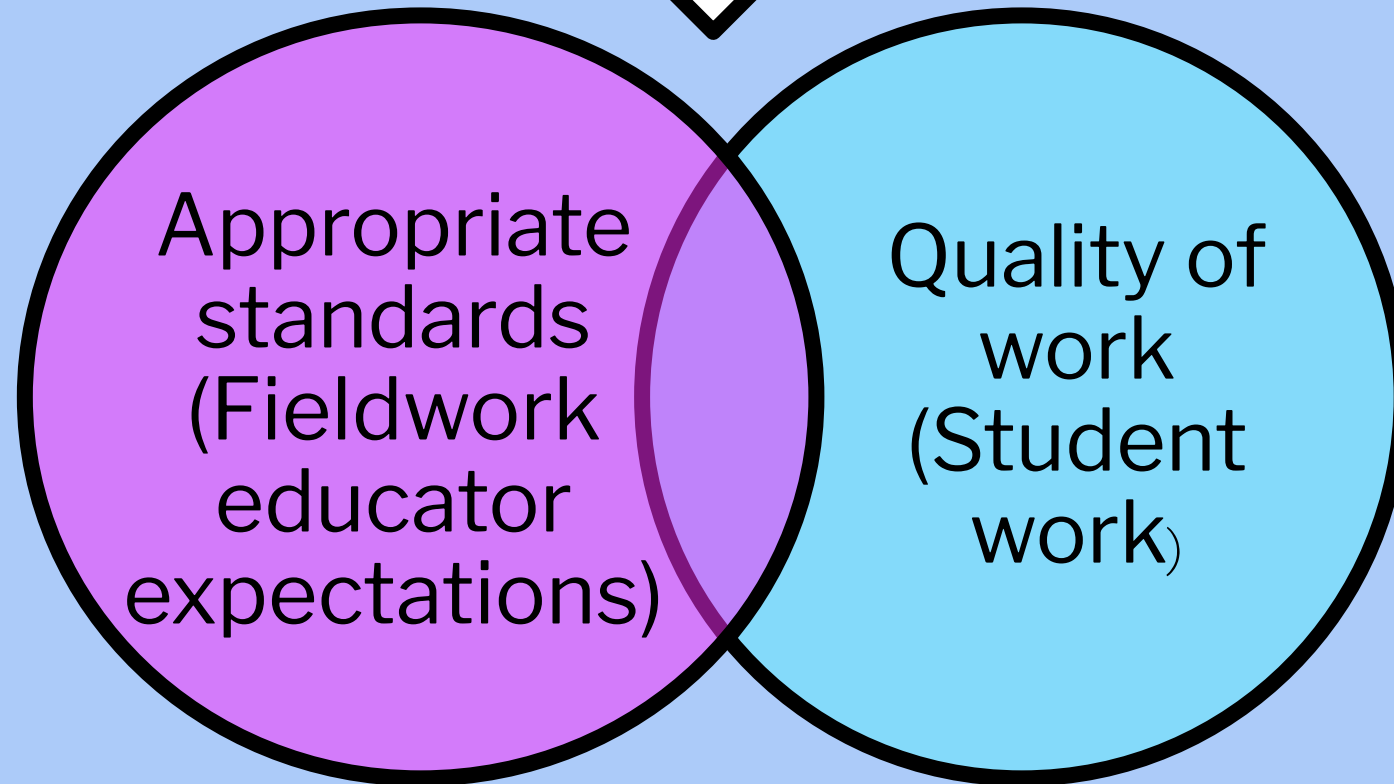 Appropriate
standards
(Fieldwork
educator
expectations)
Quality of
work
(Student
work)